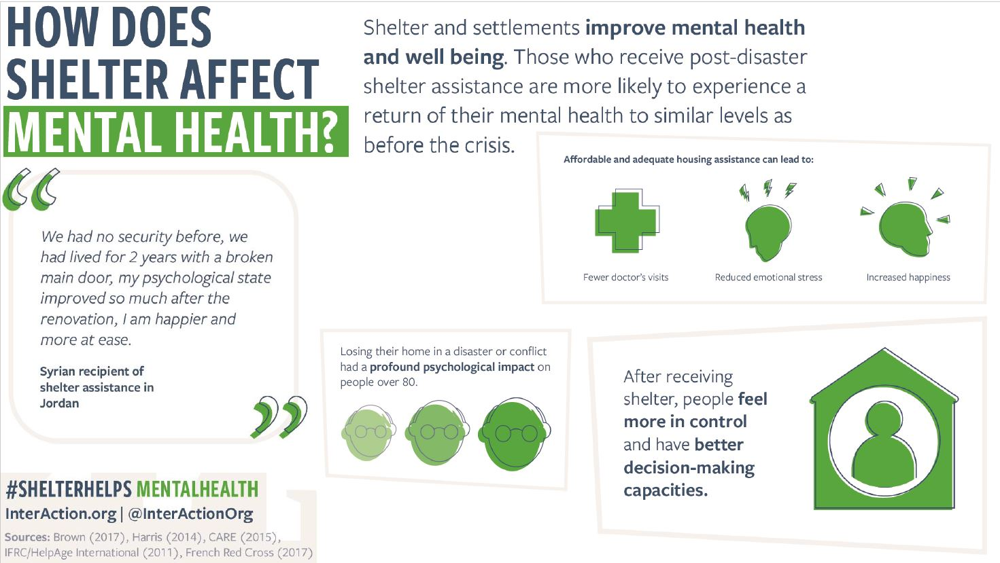 HOW DOES
SHELTER AFFECT
MENTAL HEALTH?
Shelter and settlements improve mental health
and well being. Those who receive post-disaster
shelter assistance are more likely to experience a
return of their mental health to similar levels as
before the crisis.
Affordable and adequate housing assistance can lead to:
Fewer doctor's visits
Reduced emotional stress
Increased happiness
We had no security before, we
had lived for 2 years with a broken
main door, my psychological state
improved so much after the
renovation, I am happier and
more at ease.
Syrian recipient of
shelter assistance in
Jordan
Losing their home in a disaster or conflict
had a profound psychological impact on
people over 80.
After receiving
shelter, people feel
more in control
and have better
decision-making
capacities.
#SHELTERHELPS MENTALHEALTH
InterAction.org | @InterActionOrg
Sources: Brown (2017), Harris (2014), CARE (2015),
IFRC/HelpAge International (2011), French Red Cross (2017)